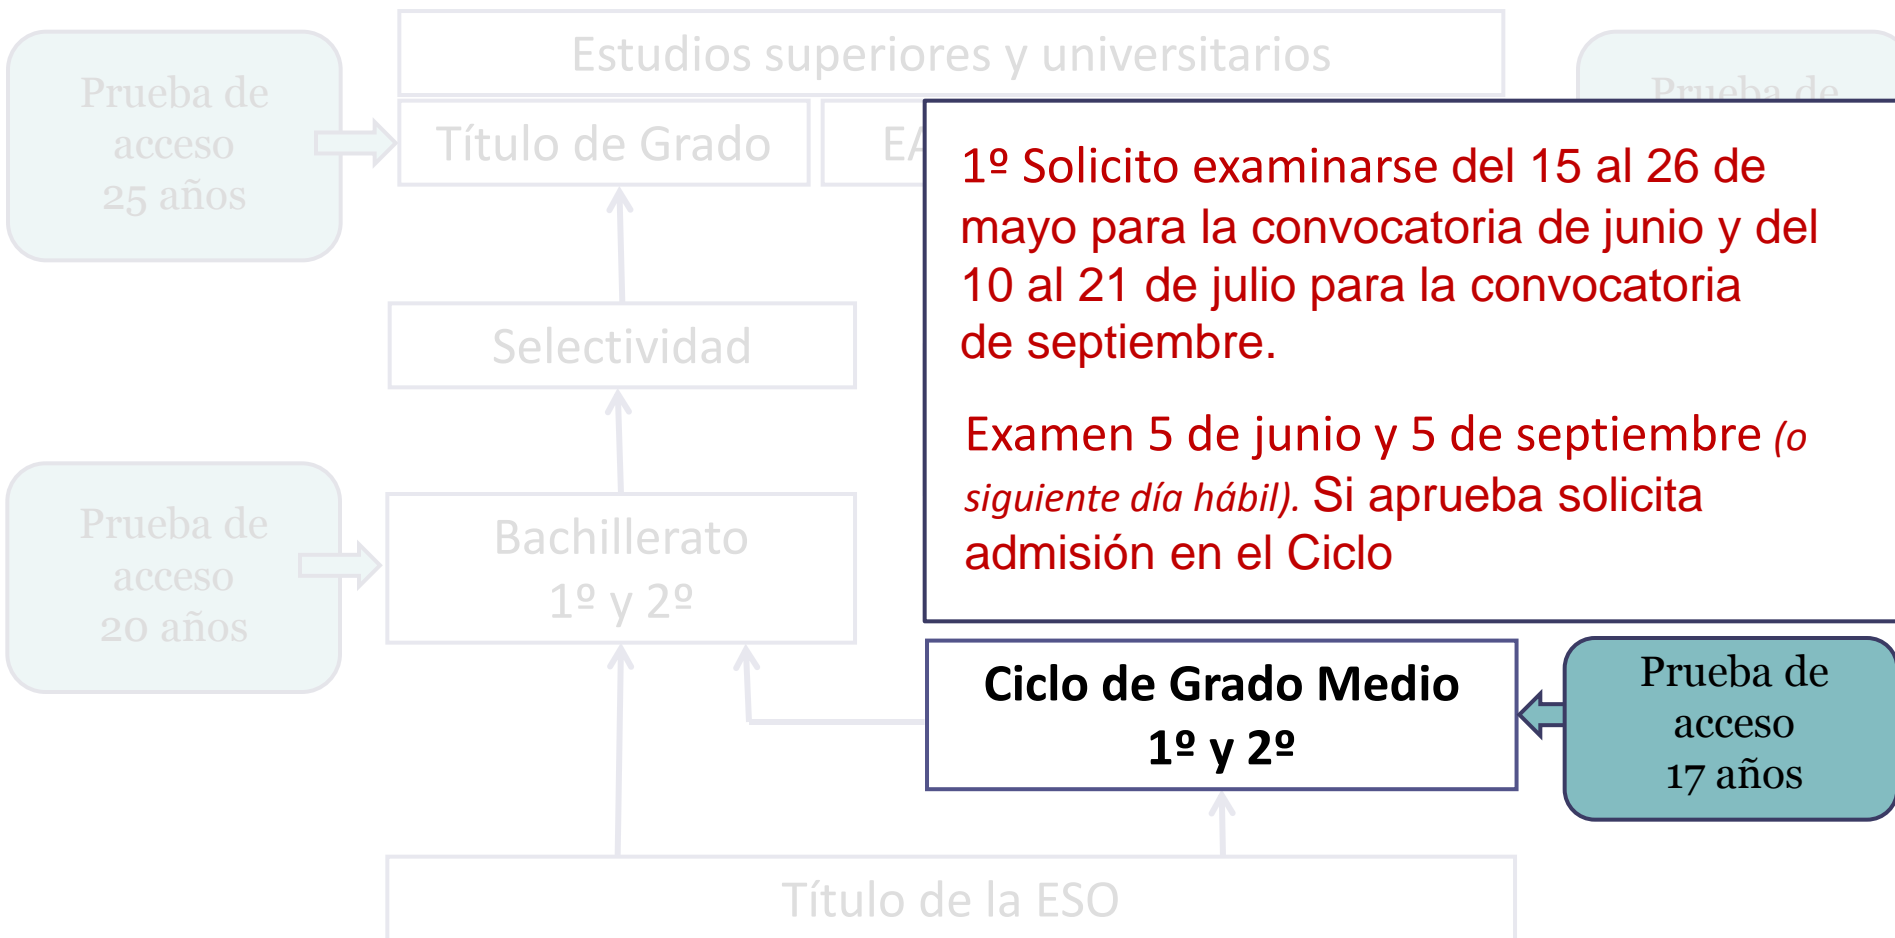 Estudios superiores y universitarios
Prueba de
acceso
25 años
Título de Grado
EA
Prueba de
1º Solicito examinarse del 15 al 26 de
mayo para la convocatoria de junio y del
10 al 21 de julio para la convocatoria
de septiembre.
Examen 5 de junio y 5 de septiembre (o
siguiente día hábil). Si aprueba solicita
admisión en el Ciclo
Selectividad
Prueba de
acceso
20 años
Bachillerato
1º y 2º
Ciclo de Grado Medio
1º y 2º
Prueba de
acceso
17 años
Título de la ESO